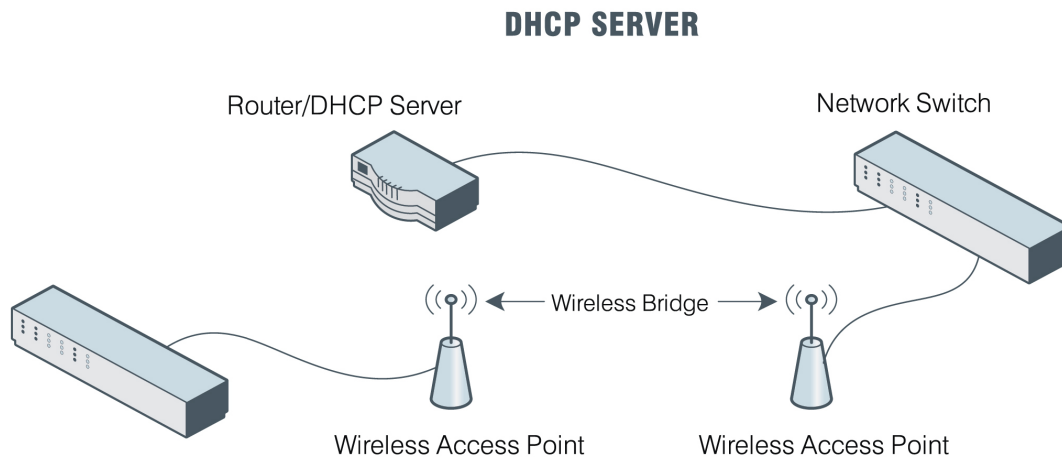 DHCP SERVER
Router/DHCP Server
Network Switch
Wireless Bridge
Wireless Access Point
Wireless Access Point